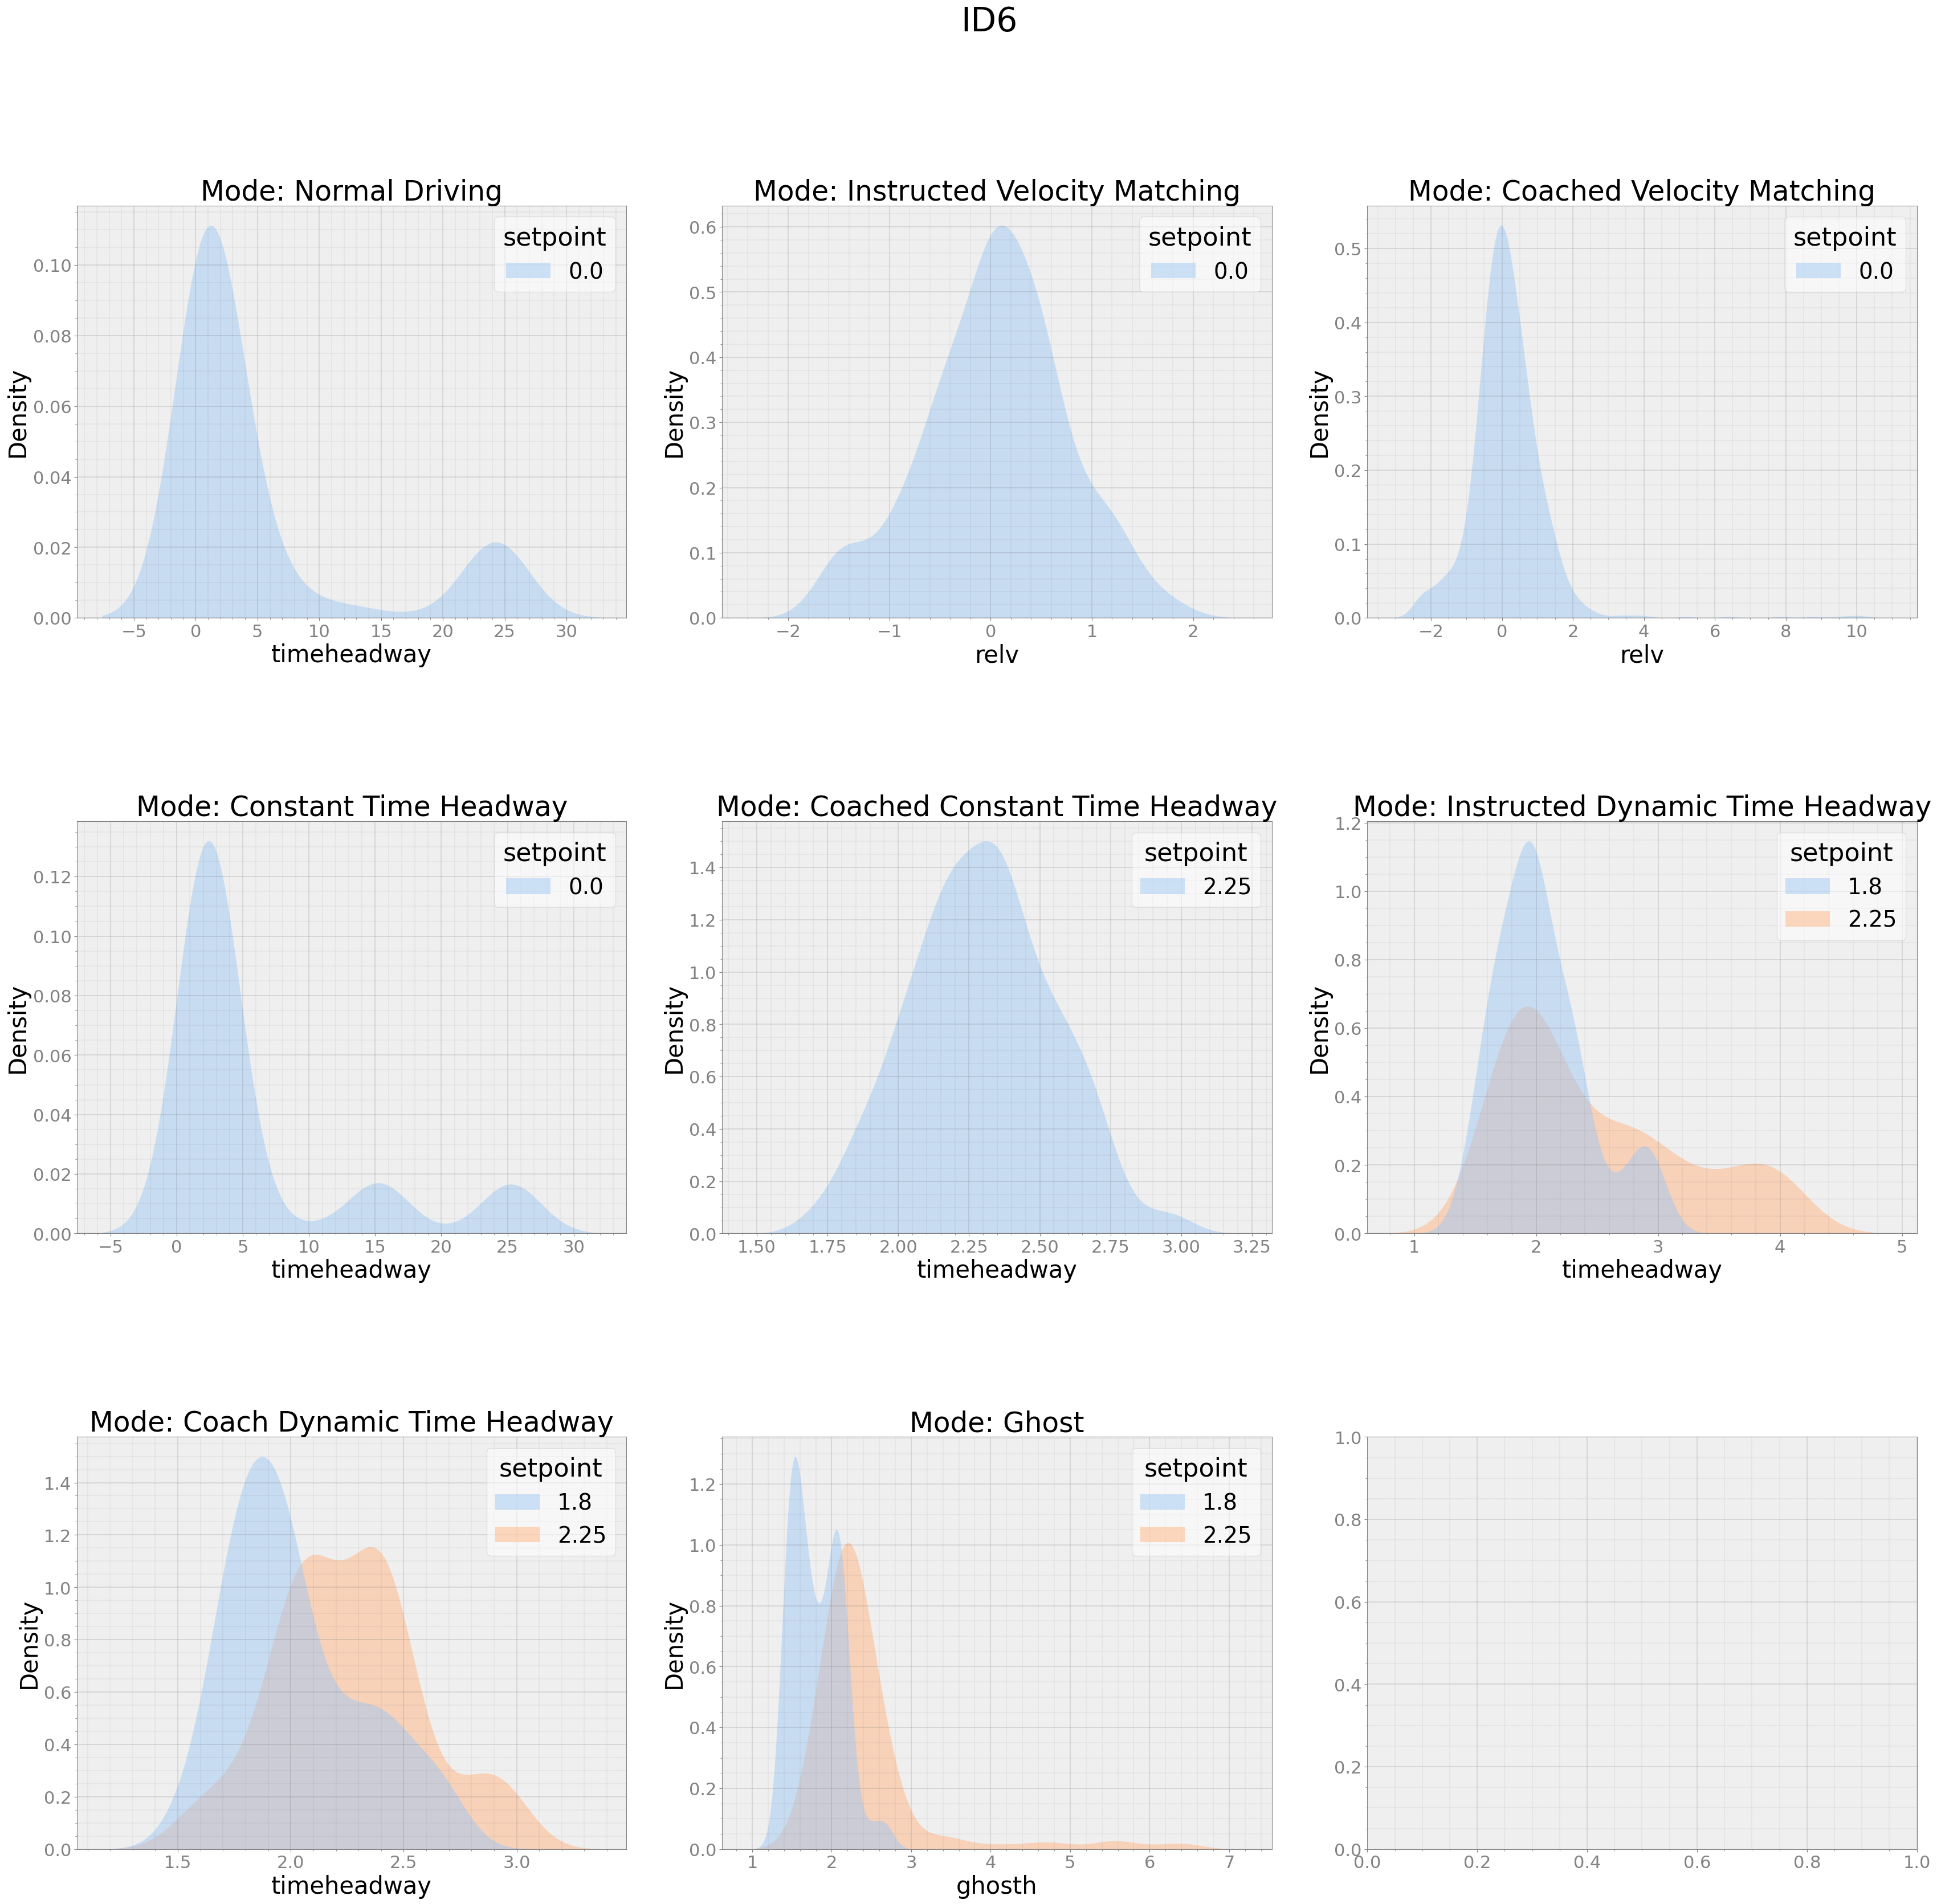 ID6
Mode: Normal Driving
setpoint
0.0
Density
0.00
0.02
0.04
0.06
0.08
0.10
−5 0 5 10 15 20 25 30
timeheadway
Mode: Instructed Velocity Matching
setpoint
0.0
Density
0.0
0.1
0.2
0.3
0.4
0.5
0.6
−2 −1 0 1 2
relv
Mode: Coached Velocity Matching
setpoint
0.0
Density
0.0
0.1
0.2
0.3
0.4
0.5
−2 0 2 4 6 8 10
relv
Mode: Constant Time Headway
setpoint
0.0
Density
0.00
0.02
0.04
0.06
0.08
0.10
0.12
−5 0 5 10 15 20 25 30
timeheadway
Mode: Coached Constant Time Headway
setpoint
2.25
Density
0.0
0.2
0.4
0.6
0.8
1.0
1.2
1.4
1.50 1.75 2.00 2.25 2.50 2.75 3.00 3.25
timeheadway
Mode: Instructed Dynamic Time Headway
setpoint
1.8
2.25
Density
0.0
0.2
0.4
0.6
0.8
1.0
1.2
1 2 3 4 5
timeheadway
Mode: Coach Dynamic Time Headway
setpoint
1.8
2.25
Density
0.0
0.2
0.4
0.6
0.8
1.0
1.2
1.4
1.5 2.0 2.5 3.0
timeheadway
Mode: Ghost
setpoint
1.8
2.25
Density
0.0
0.2
0.4
0.6
0.8
1.0
1.2
1 2 3 4 5 6 7
ghosth
0.0
0.2
0.4
0.6
0.8
1.0
0.0 0.2 0.4 0.6 0.8 1.0